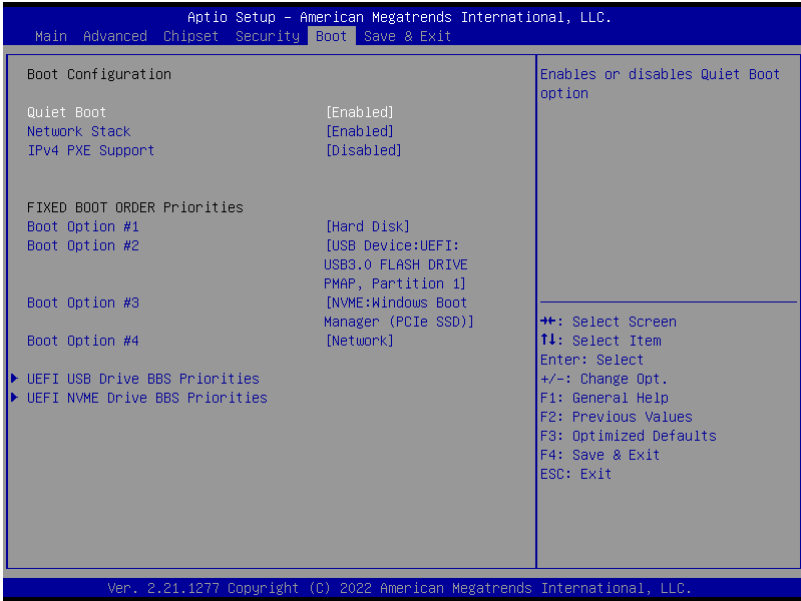 Aptio Setup – American Megatrends International, LLC.
Main Advanced Chipset Security Boot Save & Exit
Boot Configuration
Quiet Boot [Enabled]
Network Stack [Enabled]
IPv4 PXE Support [Disabled]
FIXED BOOT ORDER Priorities
Boot Option #1 [Hard Disk]
Boot Option #2 [USB Device:UEFI:
USB3.0 FLASH DRIVE
PMAP, Partition 1]
Boot Option #3 [NVME:Windows Boot
Manager (PCIe SSD)]
Boot Option #4 [Network]
UEFI USB Drive BBS Priorities
UEFI NVME Drive BBS Priorities
Enables or disables Quiet Boot
option
→←: Select Screen
↑↓: Select Item
Enter: Select
+/-: Change Opt.
F1: General Help
F2: Previous Values
F3: Optimized Defaults
F4: Save & Exit
ESC: Exit
Ver. 2.21.1277 Copyright (C) 2022 American Megatrends International, LLC.